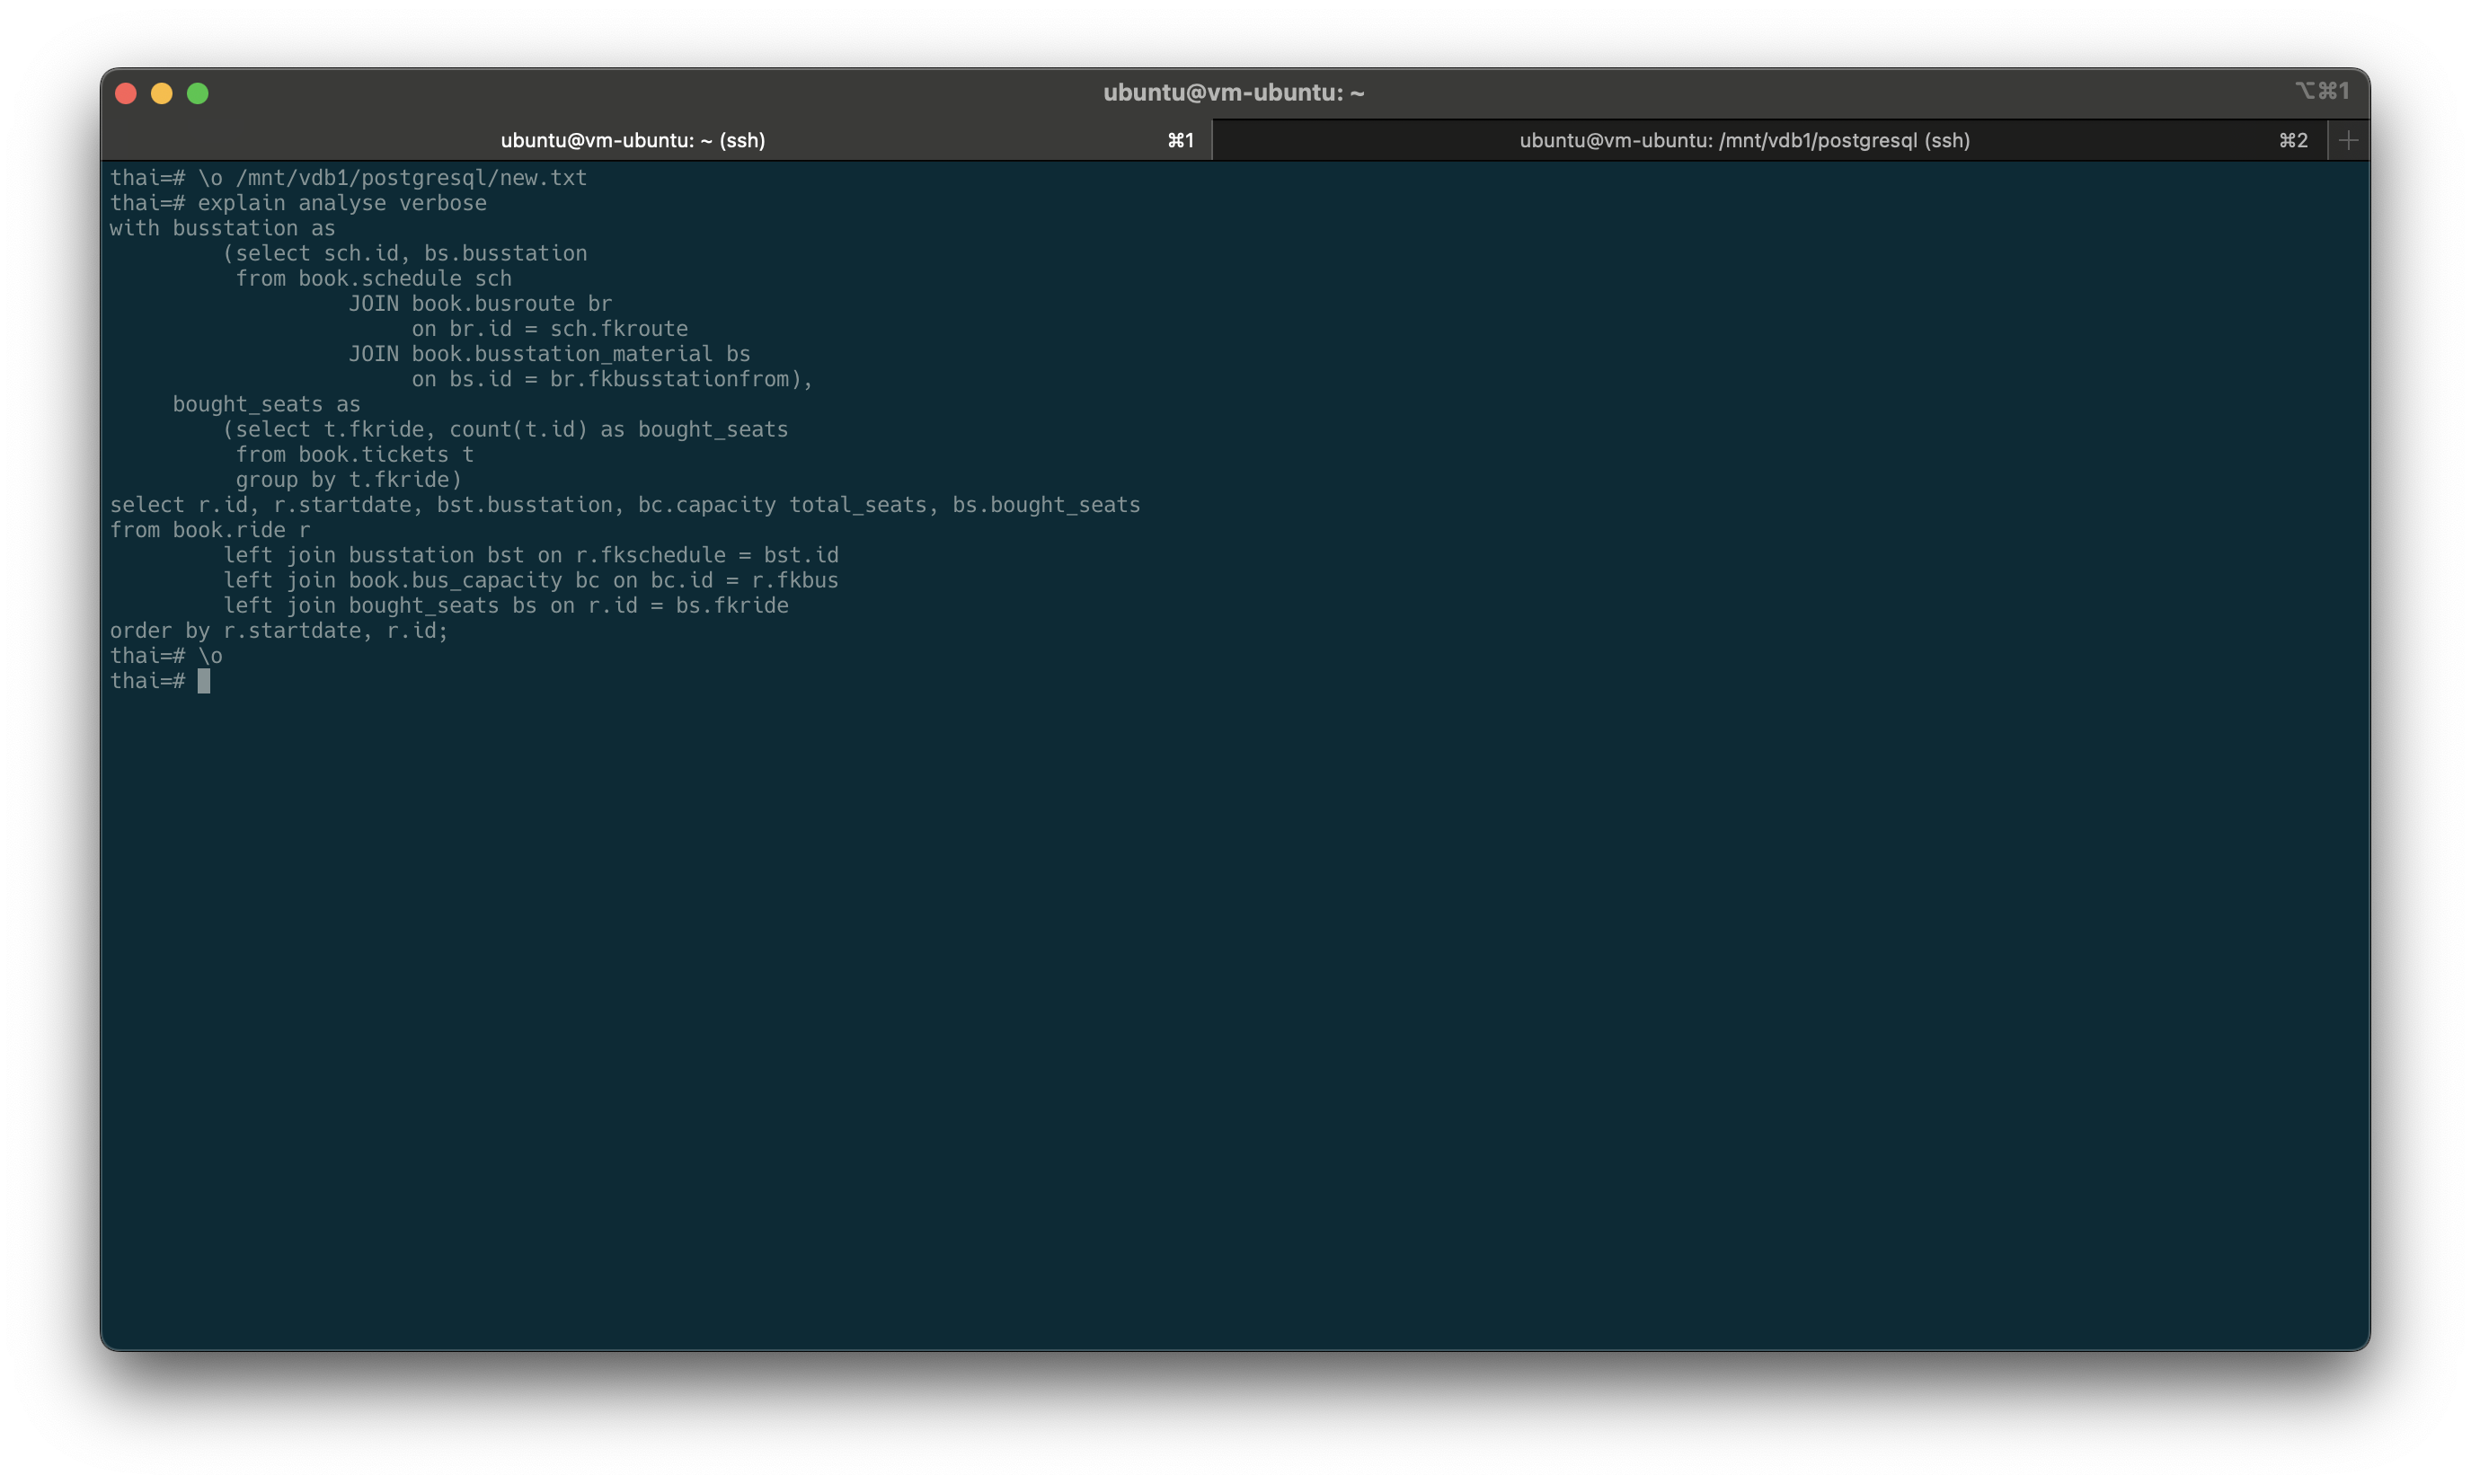 ubuntu@vm-ubuntu: ~
⌥⌘1
ubuntu@vm-ubuntu: ~ (ssh)
⌘1
ubuntu@vm-ubuntu: /mnt/vdb1/postgresql (ssh)
⌘2
thai=# \o /mnt/vdb1/postgresql/new.txt
thai=# explain analyse verbose
with busstation as
         (select sch.id, bs.busstation
          from book.schedule sch
                   JOIN book.busroute br
                        on br.id = sch.fkroute
                   JOIN book.busstation_material bs
                        on bs.id = br.fkbusstationfrom),
     bought_seats as
         (select t.fkride, count(t.id) as bought_seats
          from book.tickets t
          group by t.fkride)
select r.id, r.startdate, bst.busstation, bc.capacity total_seats, bs.bought_seats
from book.ride r
         left join busstation bst on r.fkschedule = bst.id
         left join book.bus_capacity bc on bc.id = r.fkbus
         left join bought_seats bs on r.id = bs.fkride
order by r.startdate, r.id;
thai=# \o
thai=#